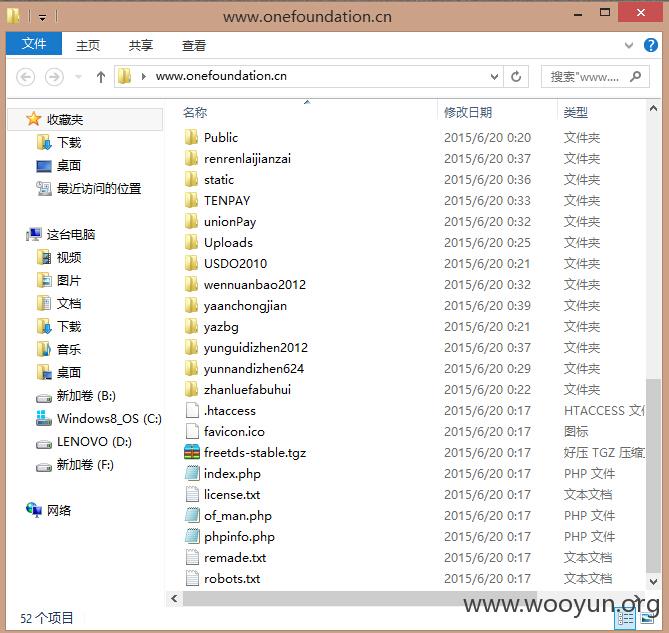 www.onefoundation.cn
文件 主页 共享 查看
www.onefoundation.cn 搜索"www....
名称 修改日期 类型
收藏夹
下载
桌面
最近访问的位置
这台电脑
视频
图片
文档
下载
音乐
桌面
新加卷 (B:)
Windows8_OS (C:)
LENOVO (D:)
新加卷 (F:)
网络
Public 2015/6/20 0:20 文件夹
renrenlaijianzai 2015/6/20 0:37 文件夹
static 2015/6/20 0:36 文件夹
TENPAY 2015/6/20 0:33 文件夹
unionPay 2015/6/20 0:32 文件夹
Uploads 2015/6/20 0:25 文件夹
USDO2010 2015/6/20 0:21 文件夹
wennuanbao2012 2015/6/20 0:32 文件夹
yaanchongjian 2015/6/20 0:39 文件夹
yazbg 2015/6/20 0:21 文件夹
yunguidizhen2012 2015/6/20 0:37 文件夹
yunnandizhen624 2015/6/20 0:29 文件夹
zhanluefabuhui 2015/6/20 0:22 文件夹
.htaccess 2015/6/20 0:17 HTACCESS 文件
favicon.ico 2015/6/20 0:17 图标
freetds-stable.tgz 2015/6/20 0:17 好压 TGZ 压缩
index.php 2015/6/20 0:17 PHP 文件
license.txt 2015/6/20 0:17 文本文档
of_man.php 2015/6/20 0:17 PHP 文件
phpinfo.php 2015/6/20 0:17 PHP 文件
remade.txt 2015/6/20 0:17 文本文档
robots.txt 2015/6/20 0:17 文本文档
52 个项目
www.wooyun.org